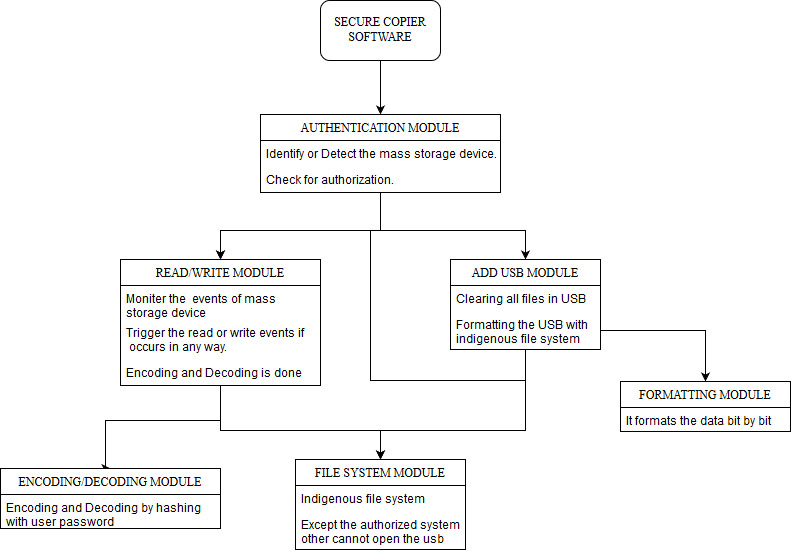 SECURE COPIER
SOFTWARE
AUTHENTICATION MODULE
Identify or Detect the mass storage device.
Check for authorization.
READ/WRITE MODULE
Moniter the events of mass
storage device
Trigger the read or write events if
occurs in any way.
Encoding and Decoding is done
ADD USB MODULE
Clearing all files in USB
Formatting the USB with
indigenous file system
FORMATTING MODULE
It formats the data bit by bit
ENCODING/DECODING MODULE
Encoding and Decoding by hashing
with user password
FILE SYSTEM MODULE
Indigenous file system
Except the authorized system
other cannot open the usb